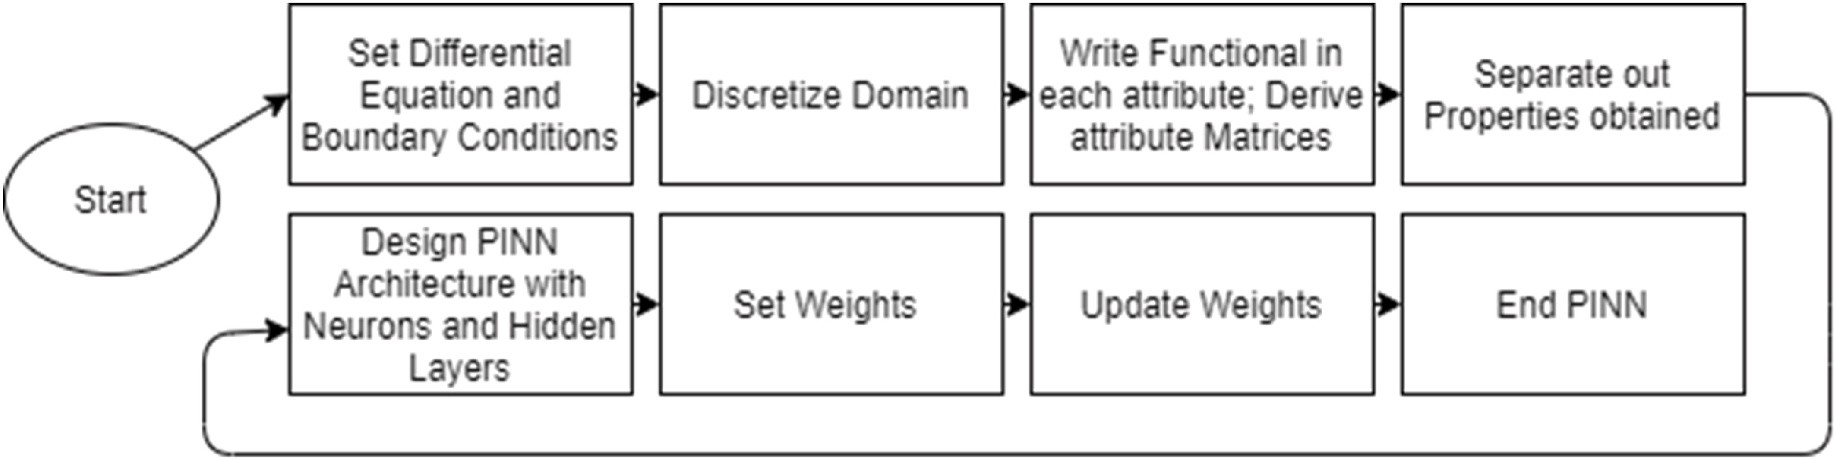 Start
Set Differential
Equation and
Boundary Conditions
Discretize Domain
Write Functional in
each attribute; Derive
attribute Matrices
Separate out
Properties obtained
Design PINN
Architecture with
Neurons and Hidden
Layers
Set Weights
Update Weights
End PINN